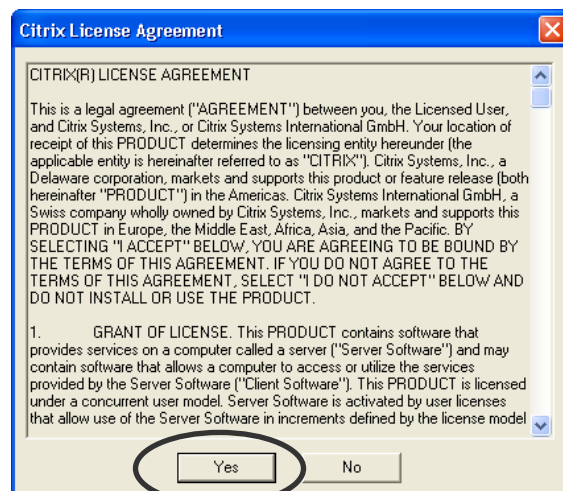 Citrix License Agreement
CITRIX(R) LICENSE AGREEMENT
This is a legal agreement ("AGREEMENT") between you, the Licensed User,
and Citrix Systems, Inc., or Citrix Systems International GmbH. Your location of
receipt of this PRODUCT determines the licensing entity hereunder (the
applicable entity is hereinafter referred to as "CITRIX"). Citrix Systems, Inc., a
Delaware corporation, markets and supports this product or feature release (both
hereinafter "PRODUCT") in the Americas. Citrix Systems International GmbH, a
Swiss company wholly owned by Citrix Systems, Inc., markets and supports this
PRODUCT in Europe, the Middle East, Africa, Asia, and the Pacific. BY
SELECTING "I ACCEPT" BELOW, YOU ARE AGREEING TO BE BOUND BY
THE TERMS OF THIS AGREEMENT. IF YOU DO NOT AGREE TO THE
TERMS OF THIS AGREEMENT, SELECT "I DO NOT ACCEPT" BELOW AND
DO NOT INSTALL OR USE THE PRODUCT.
1. GRANT OF LICENSE. This PRODUCT contains software that
provides services on a computer called a server ("Server Software") and may
contain software that allows a computer to access or utilize the services
provided by the Server Software ("Client Software"). This PRODUCT is licensed
under a concurrent user model. Server Software is activated by user licenses
that allow use of the Server Software in increments defined by the license model
Yes No